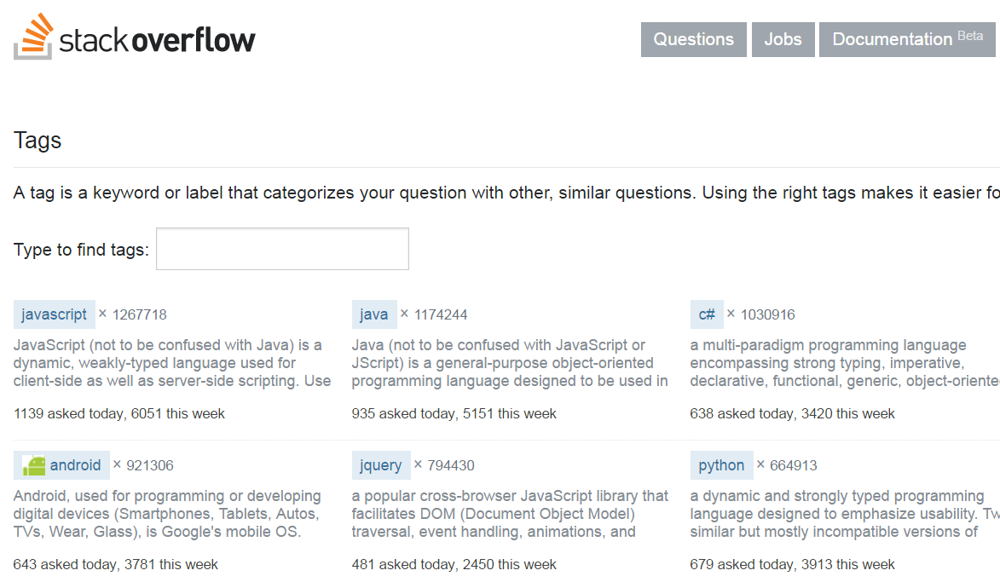 stackoverflow
Questions Jobs Documentation Beta
Tags
A tag is a keyword or label that categorizes your question with other, similar questions. Using the right tags makes it easier
Type to find tags:
javascript × 1267718
JavaScript (not to be confused with Java) is a
dynamic, weakly-typed language used for
client-side as well as server-side scripting. Use
1139 asked today, 6051 this week
java × 1174244
Java (not to be confused with JavaScript or
JScript) is a general-purpose object-oriented
programming language designed to be used in
935 asked today, 5151 this week
c# × 1030916
a multi-paradigm programming language
encompassing strong typing, imperative,
declarative, functional, generic,
638 asked today, 3420 this week
android × 921306
Android, used for programming or developing
digital devices (Smartphones, Tablets, Autos,
TVs, Wear, Glass), is Google's mobile OS.
643 asked today, 3781 this week
jquery × 794430
a popular cross-browser JavaScript library that
facilitates DOM (Document Object Model)
traversal, event handling, animations, and
481 asked today, 2450 this week
python × 664913
a dynamic and strongly typed programming
language designed to emphasize usability.
similar but mostly incompatible versions of
679 asked today, 3913 this week